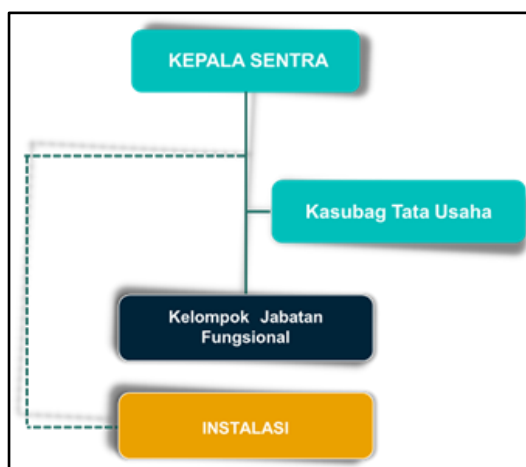 KEPALA SENTRA
Kasubag Tata Usaha
Kelompok Jabatan
Fungsional
INSTALASI